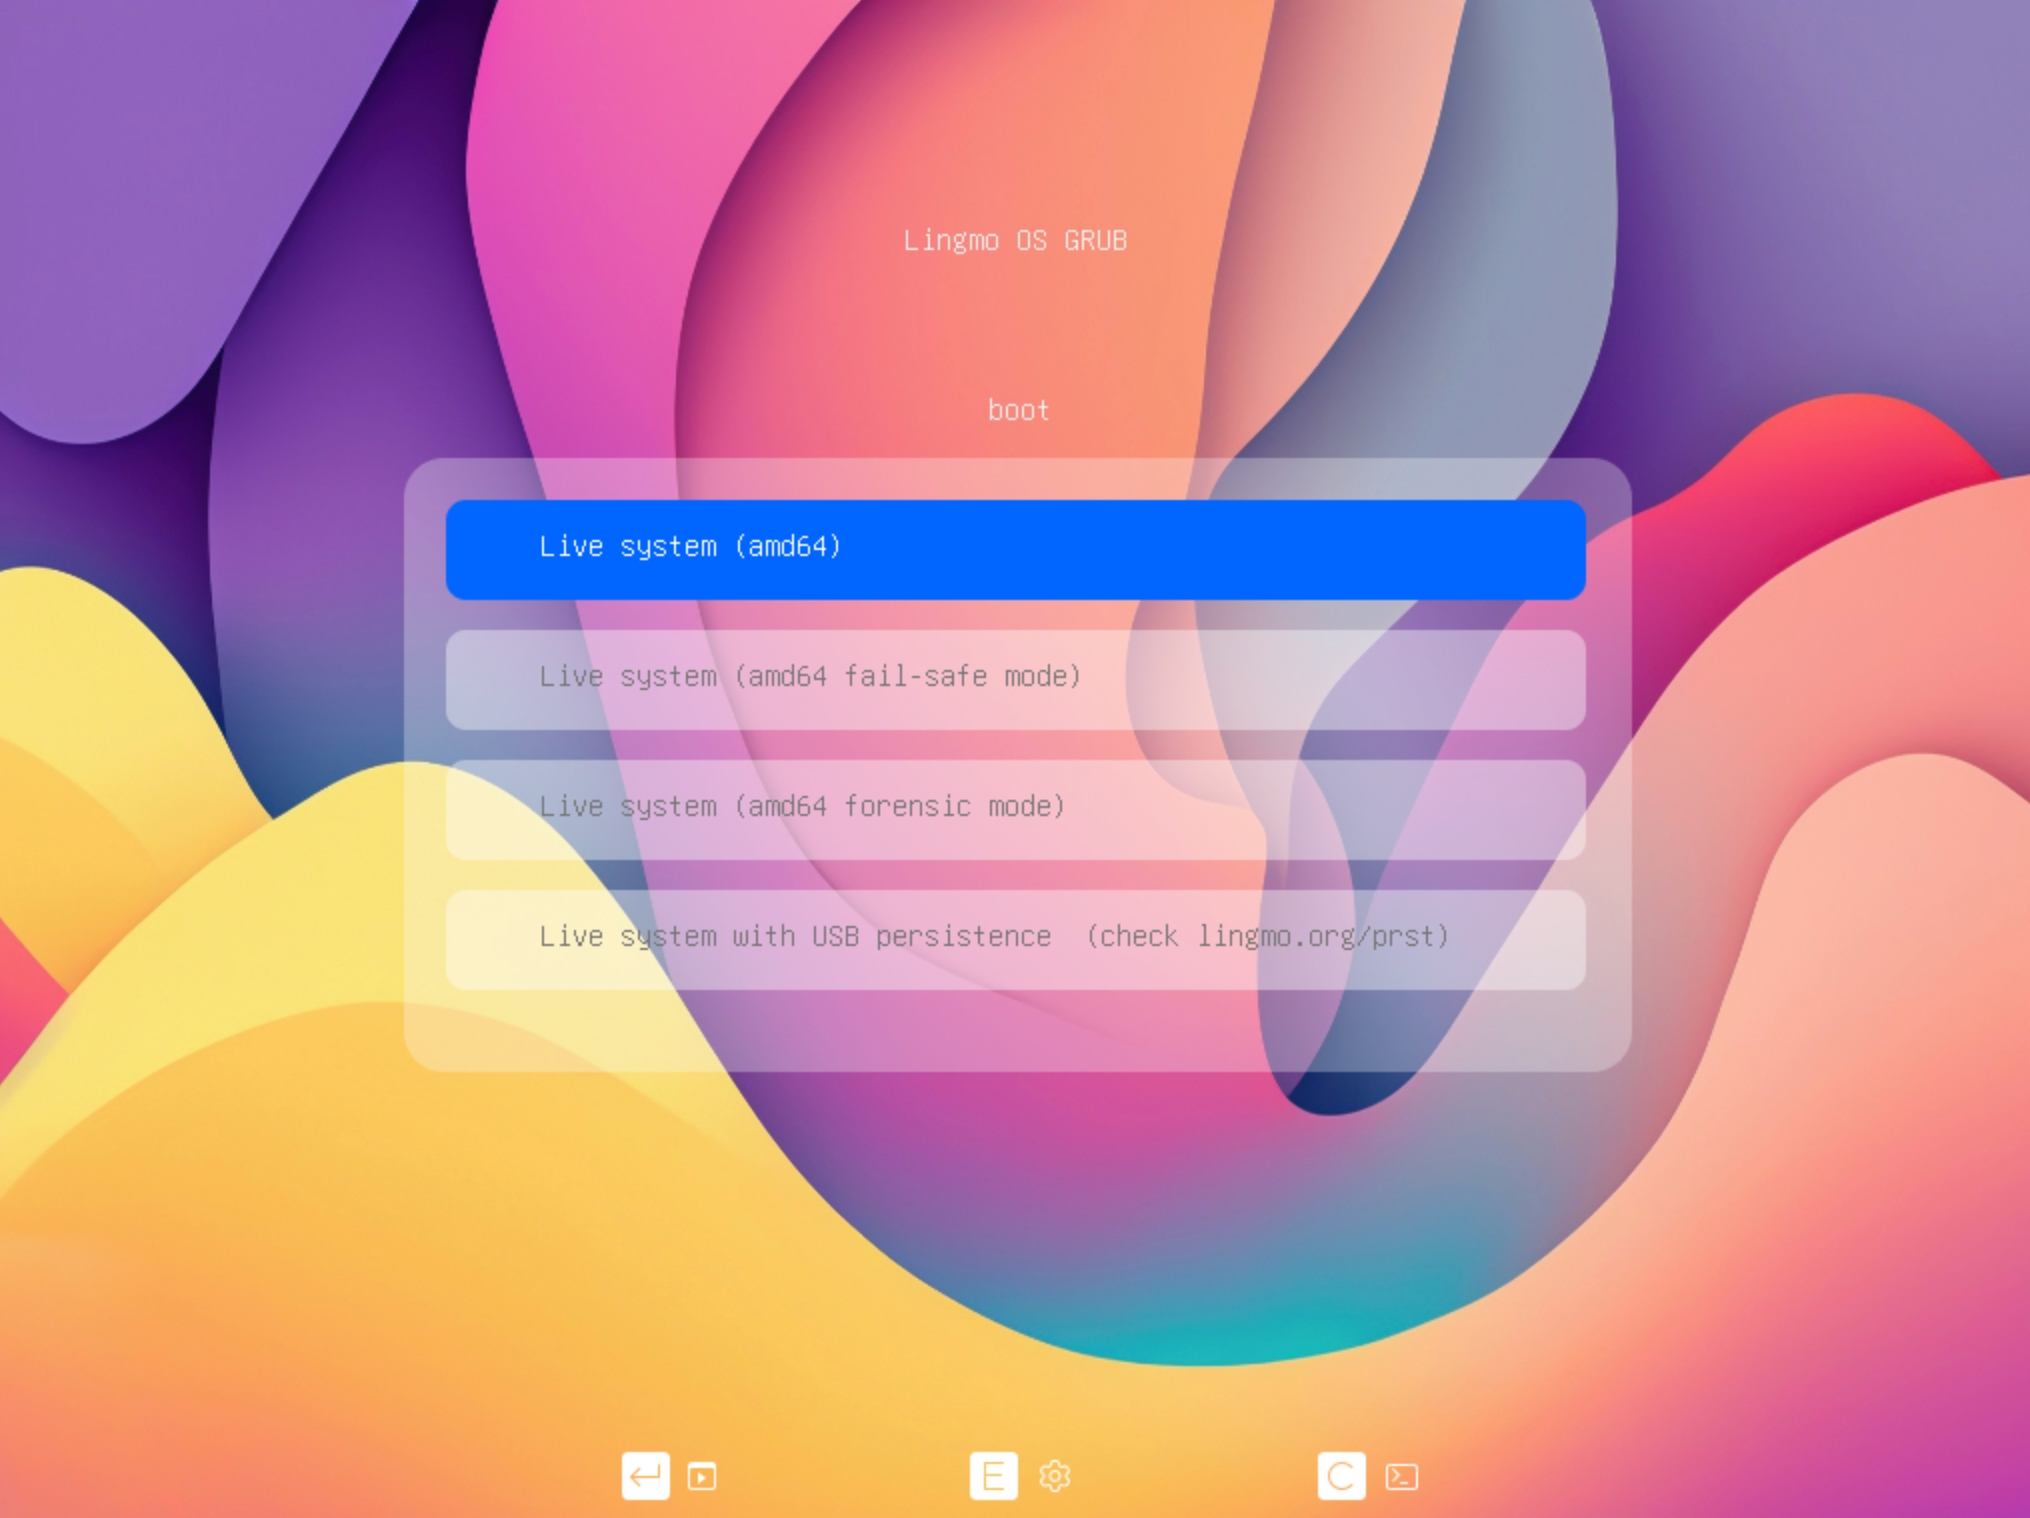 Lingmo OS GRUB
boot
Live system (amd64)
Live system (amd64 fail-safe mode)
Live system (amd64 forensic mode)
Live system with USB persistence  (check lingmo.org/prst)
E
C